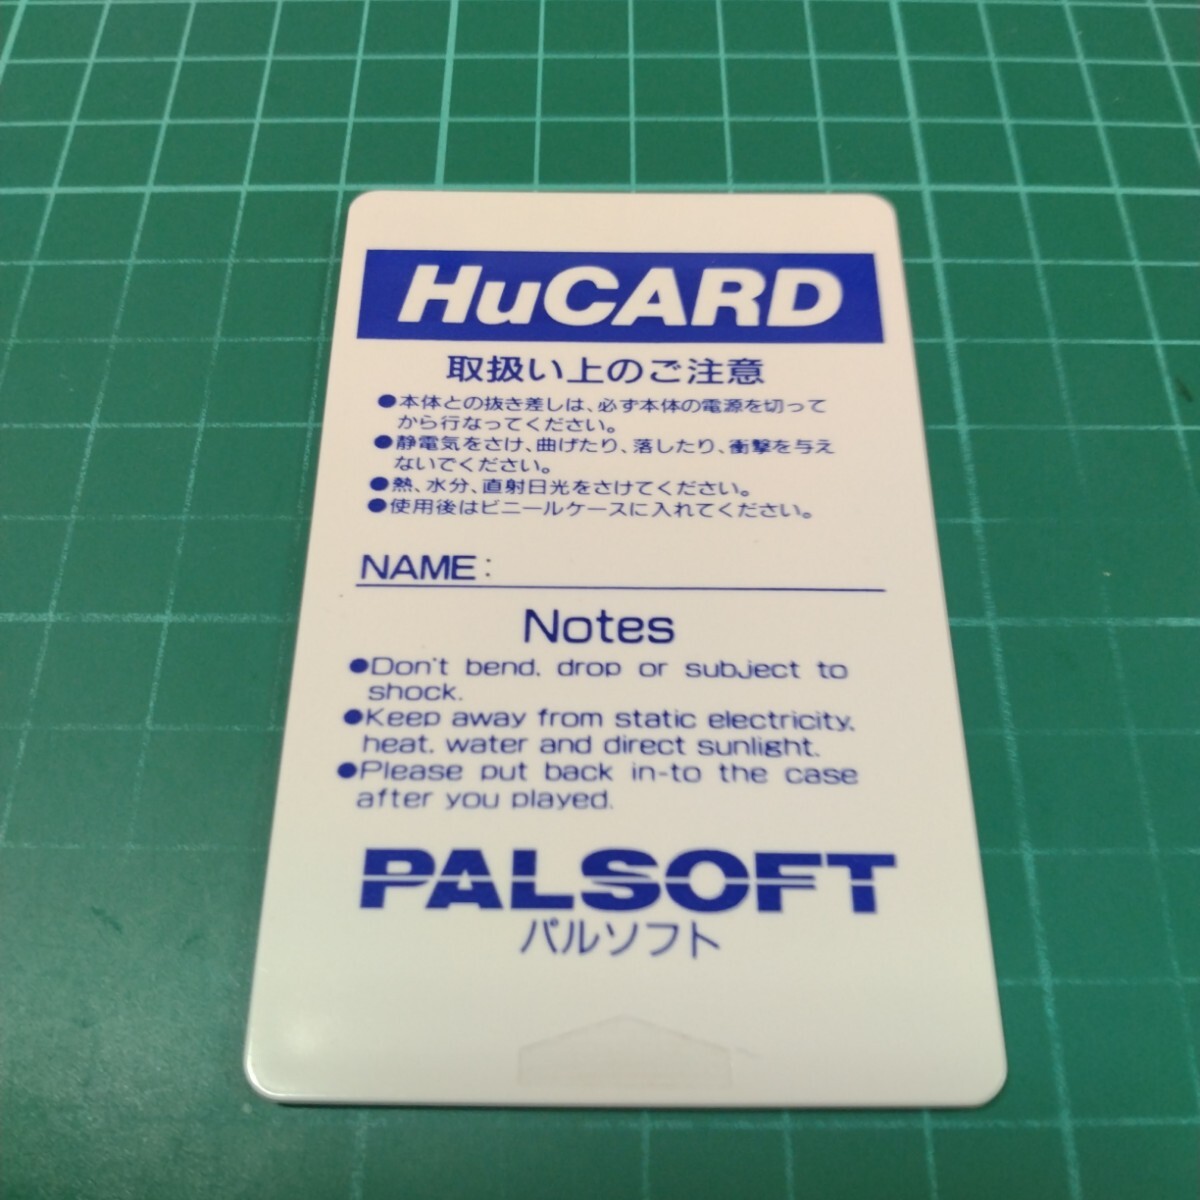 HuCARD
取扱い上のご注意
●本体との抜き差しは、必ず本体の電源を切って
から行なってください。
●静電気をさけ、曲げたり、落したり、衝撃を与え
ないでください。
●熱、水分、直射日光をさけてください。
●使用後はビニールケースに入れてください。
NAME:
Notes
●Don't bend, drop or subject to
shock.
●Keep away from static electricity,
heat, water and direct sunlight.
●Please put back in-to the case
after you played.
PALSOFT
パルソフト